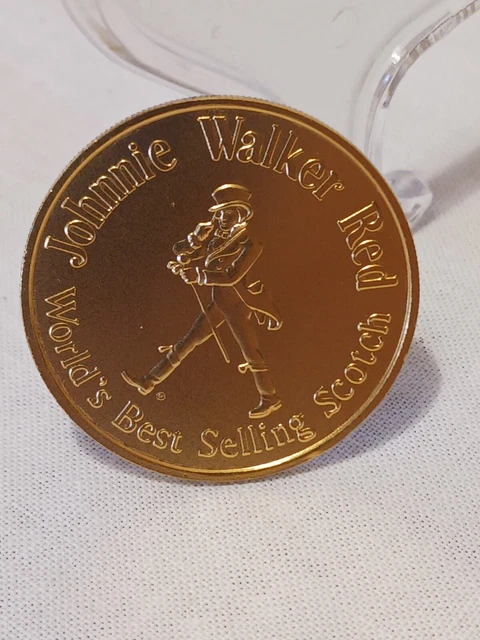 Johnnie Walker Red
World's Best Selling Scotch
®